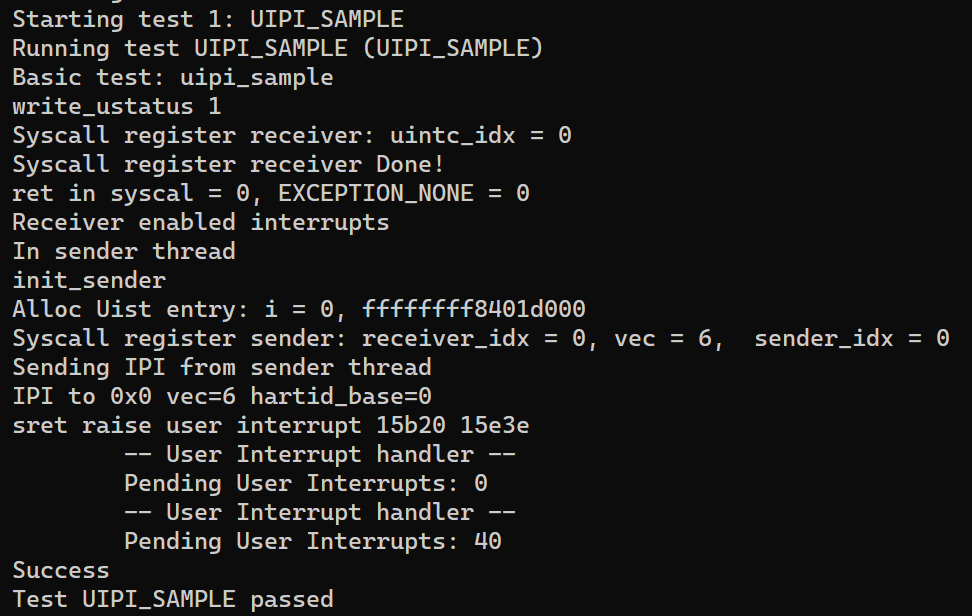 Starting test 1: UIPI_SAMPLE
Running test UIPI_SAMPLE (UIPI_SAMPLE)
Basic test: uipi_sample
write_ustatus 1
Syscall register receiver: uintc_idx = 0
Syscall register receiver Done!
ret in syscal = 0, EXCEPTION_NONE = 0
Receiver enabled interrupts
In sender thread
init_sender
Alloc Uist entry: i = 0, ffffffff8401d000
Syscall register sender: receiver_idx = 0, vec = 6,  sender_idx = 0
Sending IPI from sender thread
IPI to 0x0 vec=6 hartid_base=0
sret raise user interrupt 15b20 15e3e
        -- User Interrupt handler --
        Pending User Interrupts: 0
        -- User Interrupt handler --
        Pending User Interrupts: 40
Success
Test UIPI_SAMPLE passed